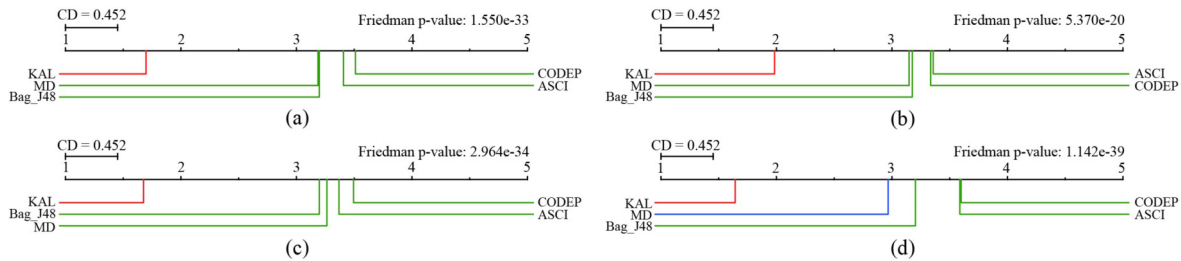 CD = 0.452
Friedman p-value: 1.550e-33
1 2 3 4 5
KAL
MD
Bag_J48
CODEP
ASCI
(a)
CD = 0.452
Friedman p-value: 5.370e-20
1 2 3 4 5
KAL
MD
Bag_J48
ASCI
CODEP
(b)
CD = 0.452
Friedman p-value: 2.964e-34
1 2 3 4 5
KAL
Bag_J48
MD
CODEP
ASCI
(c)
CD = 0.452
Friedman p-value: 1.142e-39
1 2 3 4 5
KAL
MD
Bag_J48
CODEP
ASCI
(d)